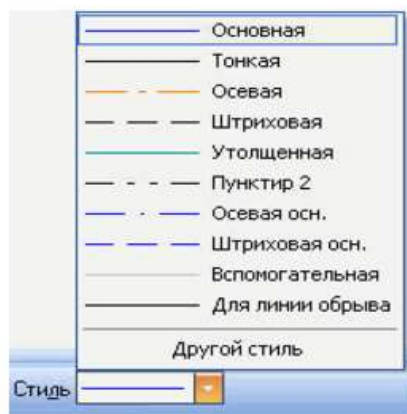 Основная
Тонкая
Осевая
Штриховая
Утолщенная
Пунктир 2
Осевая осн.
Штриховая осн.
Вспомогательная
Для линии обрыва
Другой стиль
Стиль